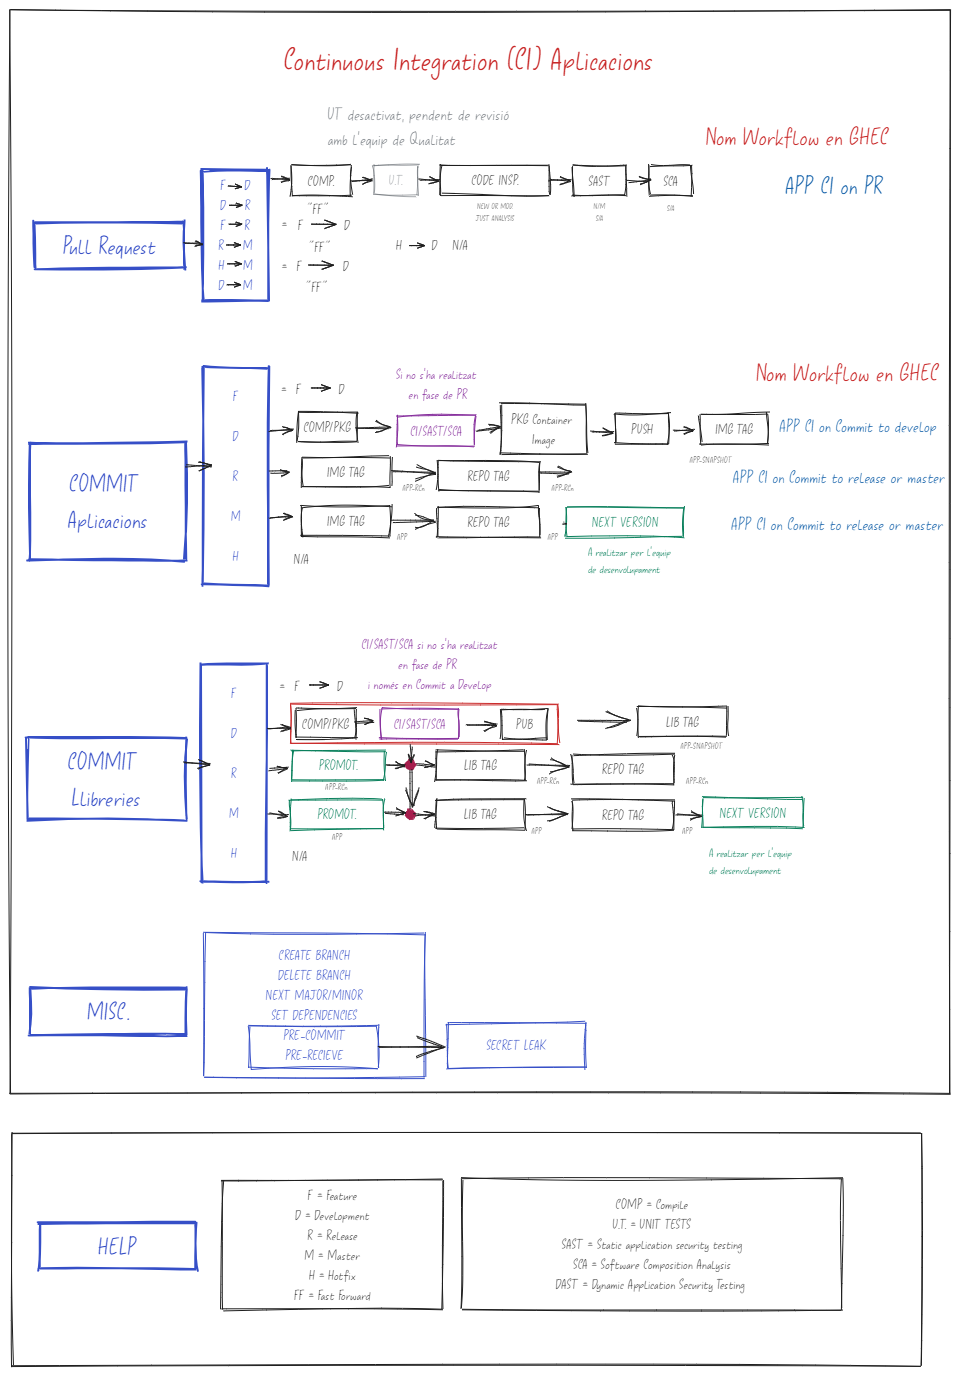 Continuous Integration (CI) Aplicacions
UT desactivat, pendent de revisió
amb l'equip de Qualitat
Nom Workflow en GHEC
APP CI on PR
Pull Request
F → D
D → R
F → R
R → M
H → M
D → M
COMP.
U.T.
CODE INSP.
SAST
SCA
"FF"
NEW OR MOD
JUST ANALYSIS
N/M
S/A
S/A
= F → D
"FF"
H → D N/A
= F → D
"FF"
Nom Workflow en GHEC
COMMIT
Aplicacions
F
D
R
M
H
= F → D
Si no s'ha realitzat
en fase de PR
COMP/PKG
CI/SAST/SCA
PKG Container
Image
PUSH
IMG TAG
APP-SNAPSHOT
APP CI on Commit to develop
IMG TAG
APP-RCn
REPO TAG
APP-RCn
APP CI on Commit to release or master
IMG TAG
APP
REPO TAG
APP
NEXT VERSION
A realitzar per l'equip
de desenvolupament
APP CI on Commit to release or master
N/A
CI/SAST/SCA si no s'ha realitzat
en fase de PR
i només en Commit a Develop
COMMIT
Llibreries
F
D
R
M
H
= F → D
COMP/PKG
CI/SAST/SCA
PUB
LIB TAG
APP-SNAPSHOT
PROMOT.
APP-RCn
LIB TAG
APP-RCn
REPO TAG
APP-RCn
PROMOT.
APP
LIB TAG
APP
REPO TAG
APP
NEXT VERSION
A realitzar per l'equip
de desenvolupament
N/A
MISC.
CREATE BRANCH
DELETE BRANCH
NEXT MAJOR/MINOR
SET DEPENDENCIES
PRE-COMMIT
PRE-RECIEVE
SECRET LEAK
HELP
F = Feature
D = Development
R = Release
M = Master
H = Hotfix
FF = Fast Forward
COMP = Compile
U.T. = UNIT TESTS
SAST = Static application security testing
SCA = Software Composition Analysis
DAST = Dynamic Application Security Testing